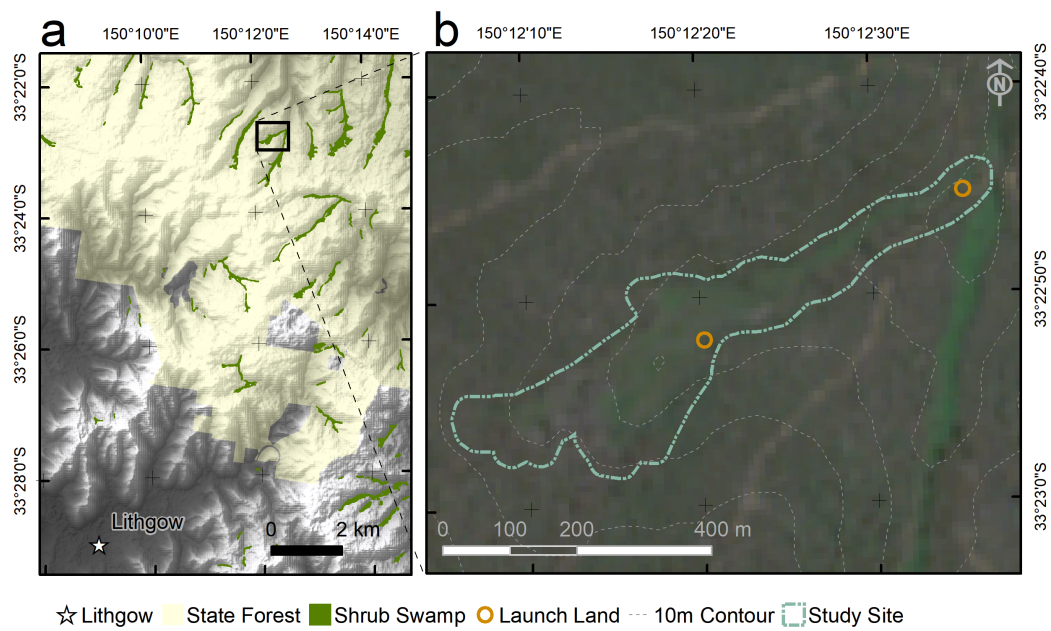 a
150°10'0"E 150°12'0"E 150°14'0"E
33°22'0"S
33°24'0"S
33°26'0"S
33°28'0"S
Lithgow
0 2 km
b
150°12'10"E 150°12'20"E 150°12'30"E
N
33°22'40"S
33°22'50"S
33°23'0"S
0 100 200 400 m
Lithgow State Forest Shrub Swamp Launch Land 10m Contour Study Site